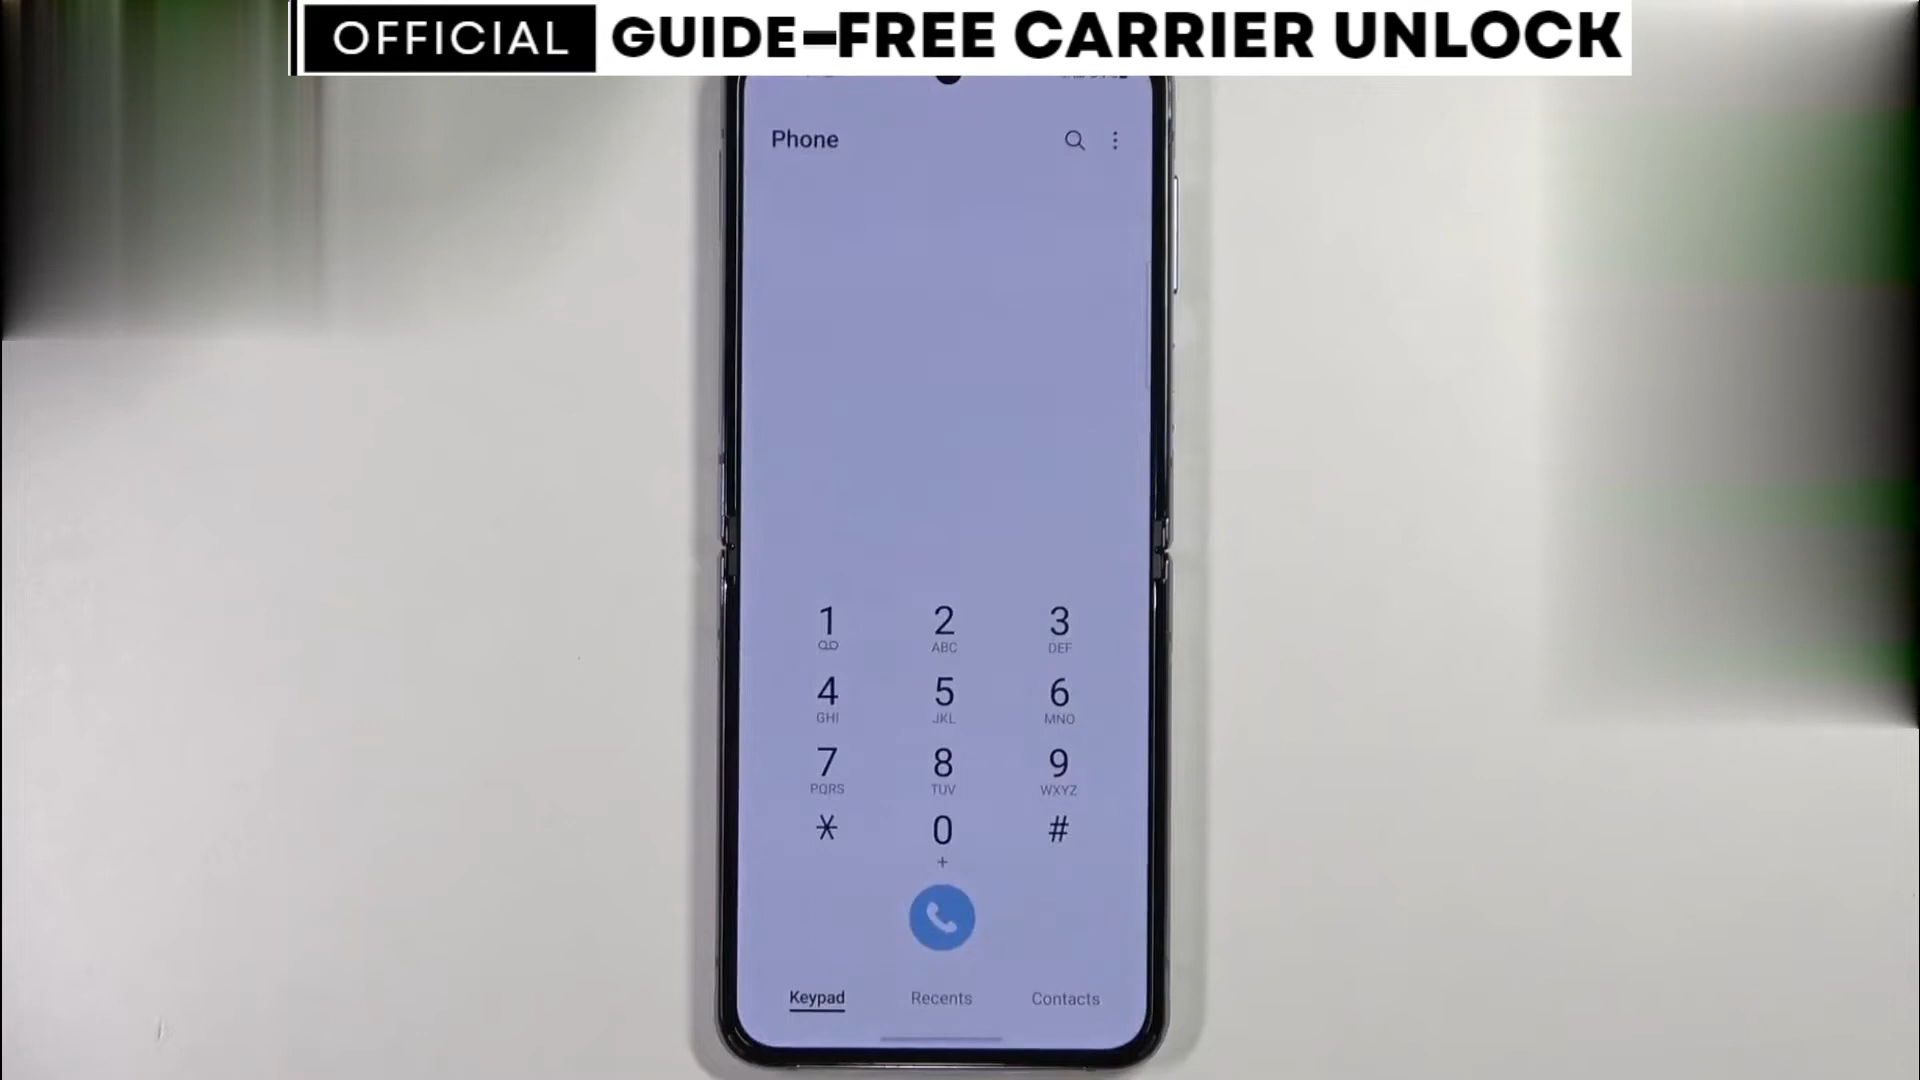 OFFICIAL GUIDE–FREE CARRIER UNLOCK
Phone
1 2 3
ABC DEF
4 5 6
GHI JKL MNO
7 8 9
PQRS TUV WXYZ
* 0 #
+
Keypad Recents Contacts